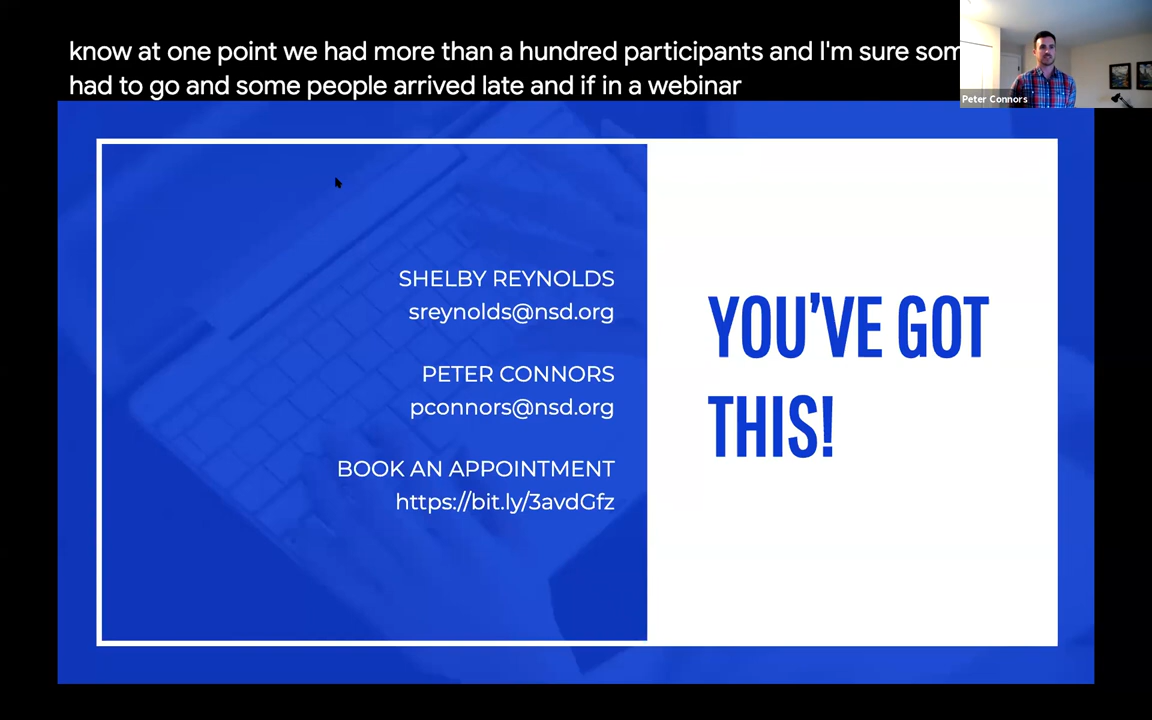 know at one point we had more than a hundred participants and I'm sure
had to go and some people arrived late and if in a webinar
Peter Connors
SHELBY REYNOLDS
sreynolds@nsd.org
PETER CONNORS
pconnors@nsd.org
BOOK AN APPOINTMENT
https://bit.ly/3avdGfz
YOU'VE GOT
THIS!